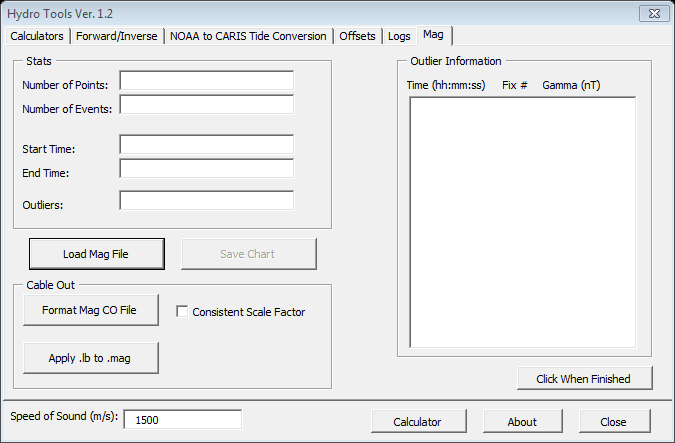 Hydro Tools Ver. 1.2
Calculators Forward/Inverse NOAA to CARIS Tide Conversion Offsets Logs Mag
Stats
Number of Points:
Number of Events:
Start Time:
End Time:
Outliers:
Load Mag File Save Chart
Cable Out
Format Mag CO File Consistent Scale Factor
Apply .lb to .mag
Outlier Information
Time (hh:mm:ss) Fix # Gamma (nT)
Click When Finished
Speed of Sound (m/s): 1500 Calculator About Close